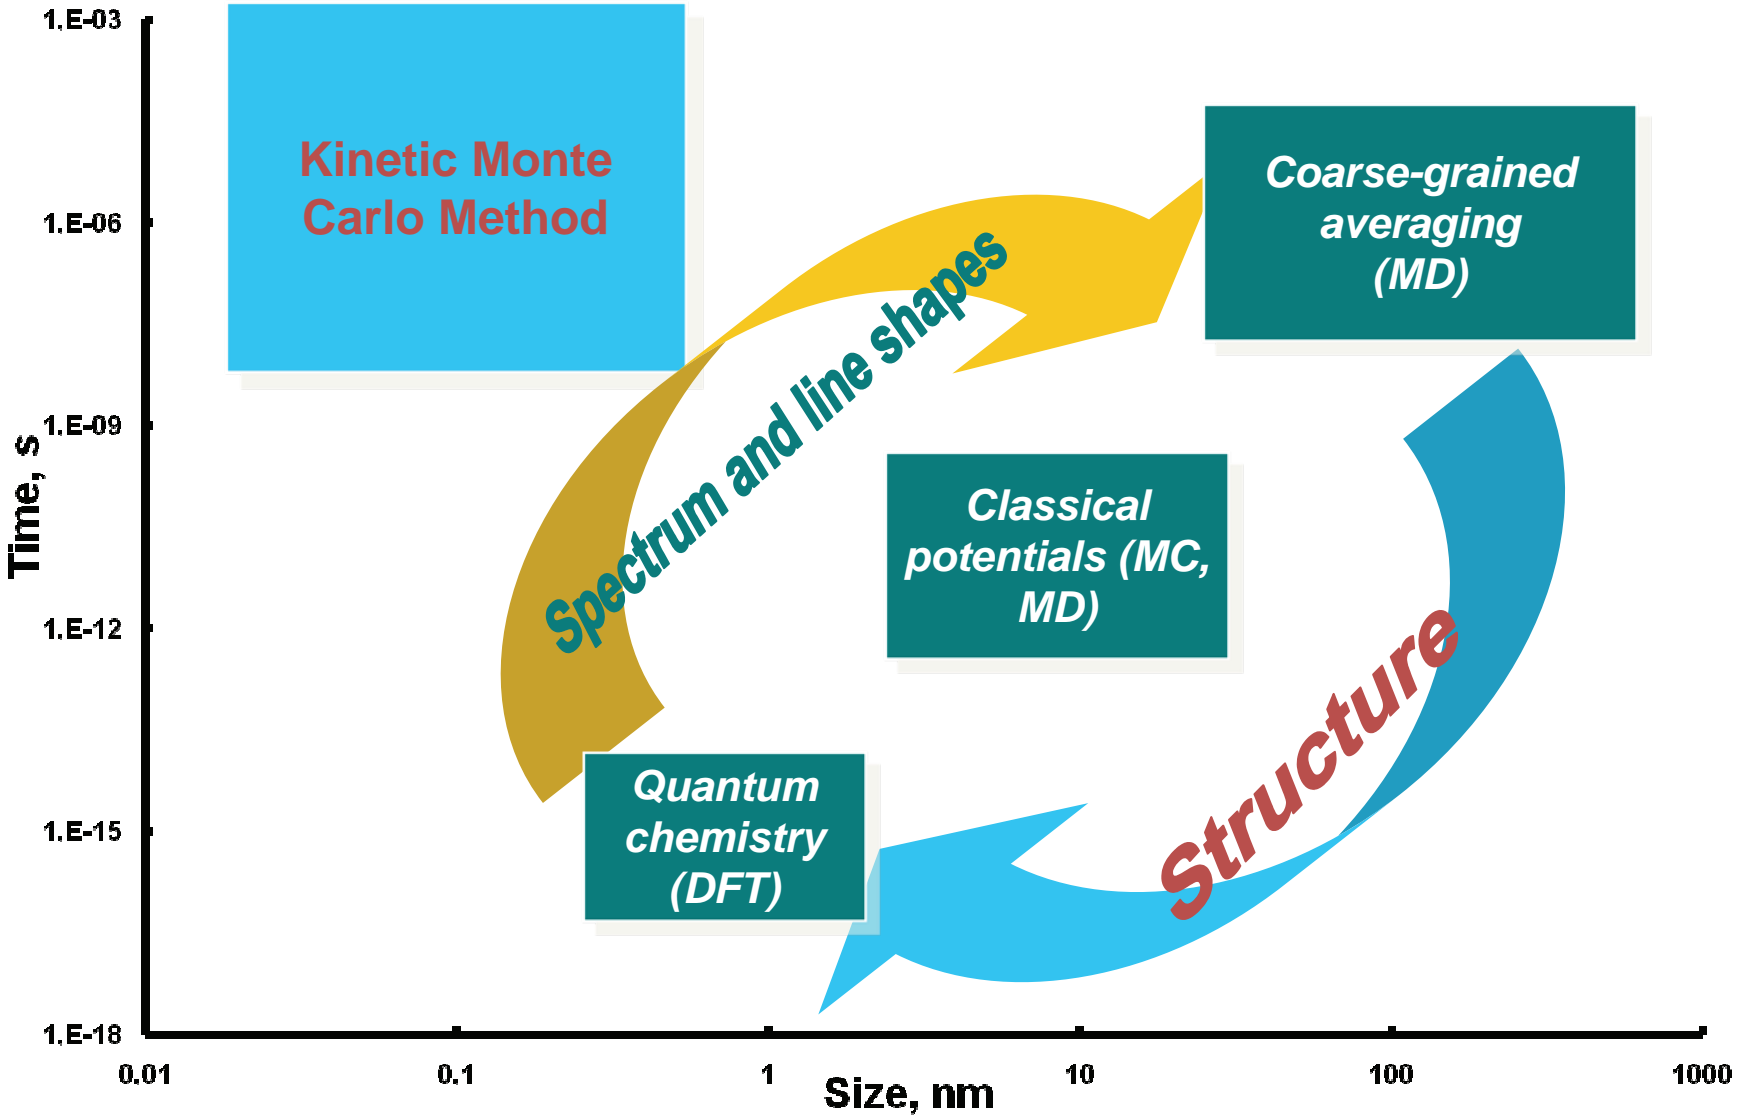 1.E-03
Kinetic Monte
Carlo Method
Coarse-grained
averaging
(MD)
1.E-06
Spectrum and line shapes
1.E-09
Time, s
Classical
potentials (MC,
MD)
1.E-12
Structure
Quantum
chemistry
(DFT)
1.E-15
1.E-18
0.01
0.1
1
10
100
1000
Size, nm